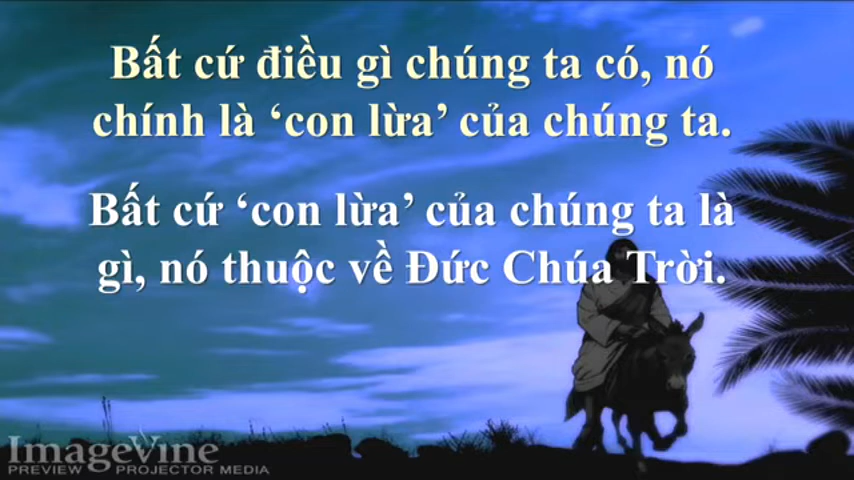 Bất cứ điều gì chúng ta có, nó
chính là ‘con lừa’ của chúng ta.
Bất cứ ‘con lừa’ của chúng ta là
gì, nó thuộc về Đức Chúa Trời.
ImageVine
PREVIEW PROJECTOR MEDIA